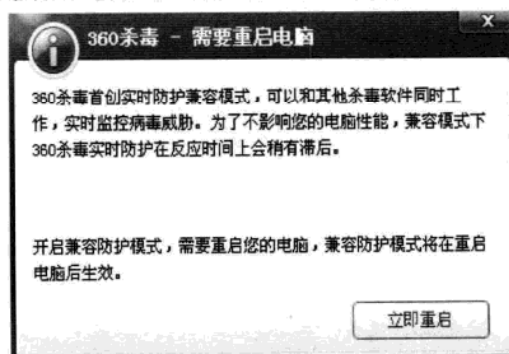 360杀毒 - 需要重启电脑
X
360杀毒首创实时防护兼容模式，可以和其他杀毒软件同时工
作，实时监控病毒威胁。为了不影响您的电脑性能，兼容模式下
360杀毒实时防护在反应时间上会稍有滞后。
开启兼容防护模式，需要重启您的电脑，兼容防护模式将在重启
电脑后生效。
立即重启